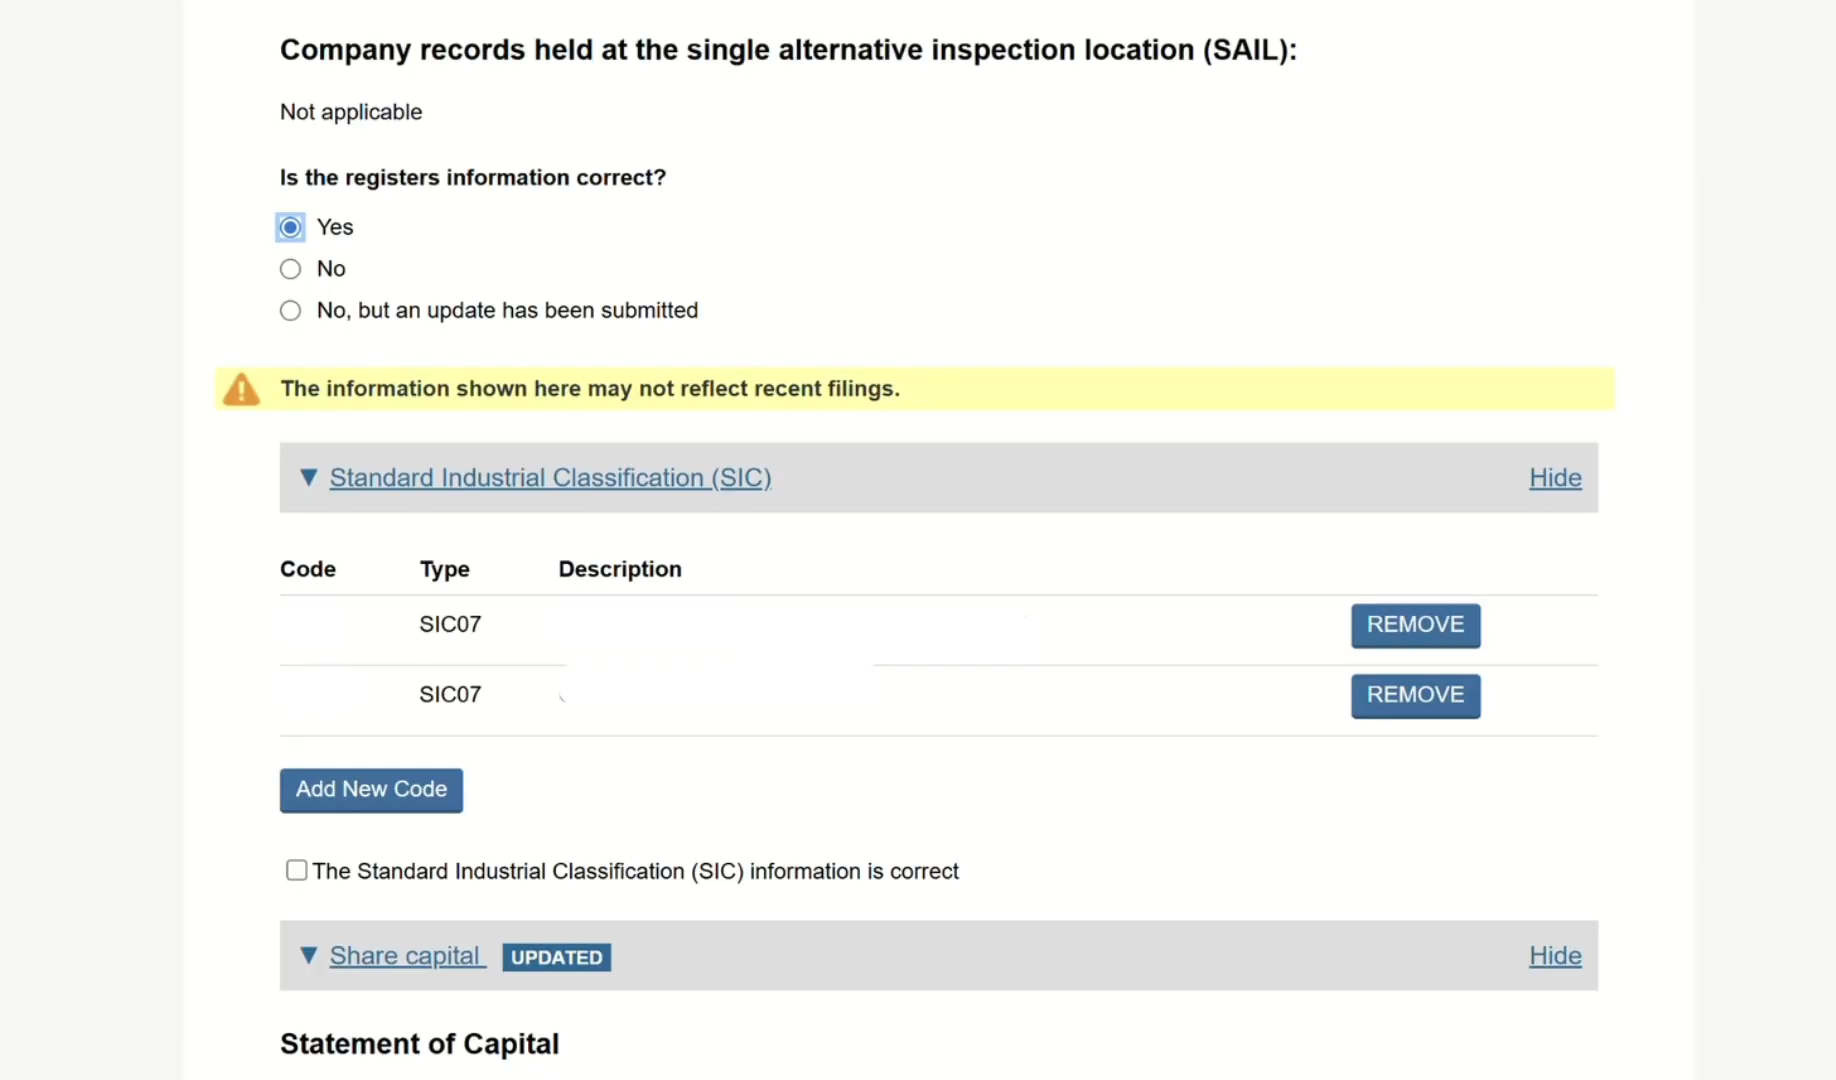 Company records held at the single alternative inspection location (SAIL):
Not applicable
Is the registers information correct?
Yes
No
No, but an update has been submitted
The information shown here may not reflect recent filings.
Standard Industrial Classification (SIC) Hide
Code Type Description
SIC07 REMOVE
SIC07 REMOVE
Add New Code
The Standard Industrial Classification (SIC) information is correct
Share capital UPDATED Hide
Statement of Capital